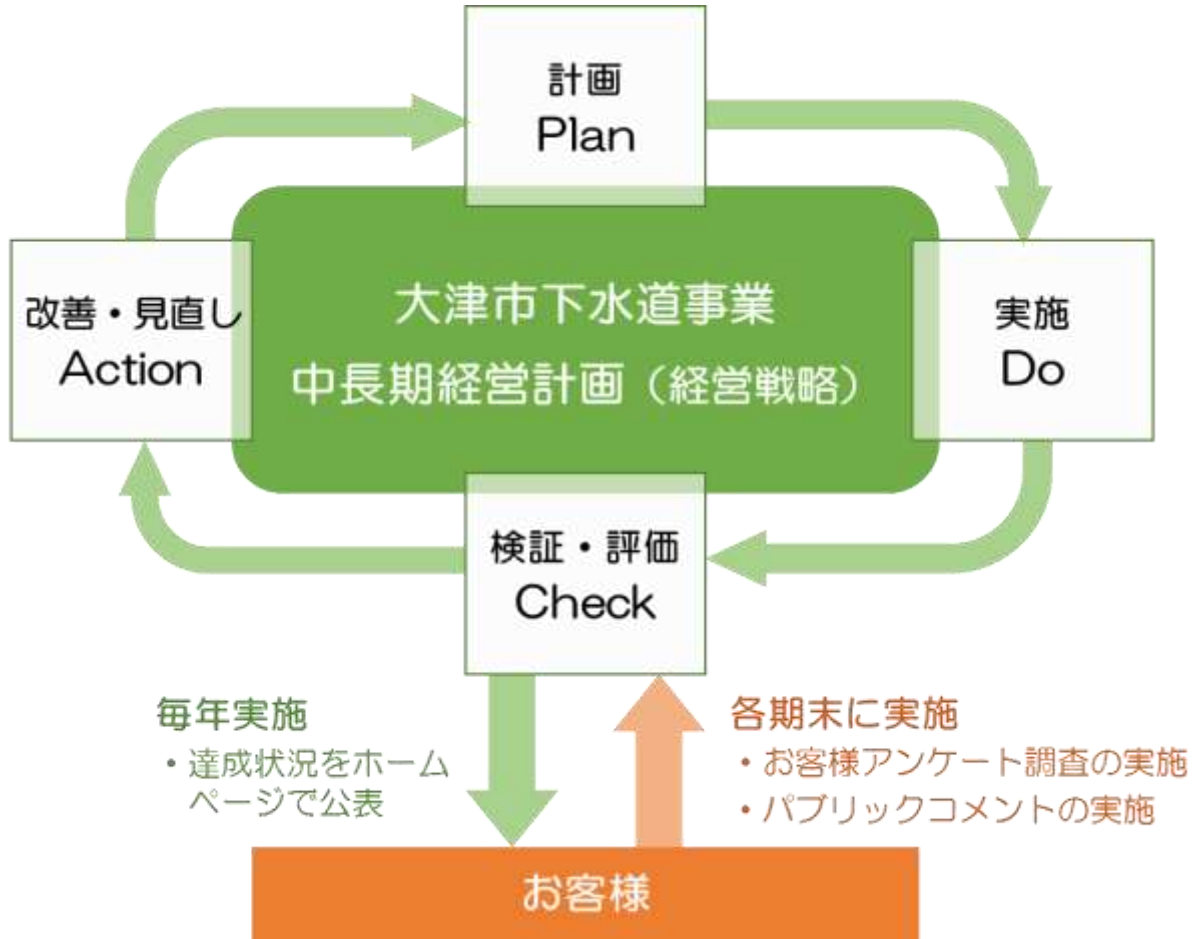 計画
Plan
大津市下水道事業
中長期経営計画（経営戦略）
改善・見直し
Action
実施
Do
検証・評価
Check
毎年実施
・達成状況をホーム
ページで公表
各期末に実施
・お客様アンケート調査の実施
・パブリックコメントの実施
お客様